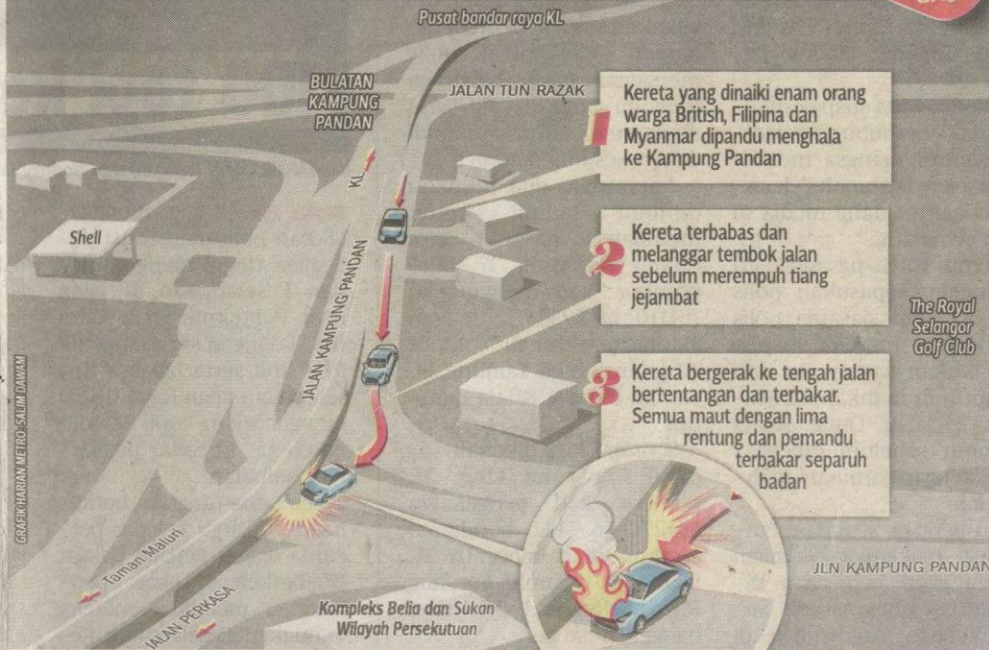 Pusat bandar raya KL
BULATAN
KAMPUNG
PANDAN
JALAN TUN RAZAK
1
Kereta yang dinaiki enam orang
warga British, Filipina dan
Myanmar dipandu menghala
ke Kampung Pandan
KL
Shell
JALAN KAMPUNG PANDAN
2
Kereta terbabas dan
melanggar tembok jalan
sebelum merempuh tiang
jejambat
The Royal
Selangor
Golf Club
3
Kereta bergerak ke tengah jalan
bertentangan dan terbakar.
Semua maut dengan lima
rentung dan pemandu
terbakar separuh
badan
GRAFIK HARIAN METRO: SALIM DAWAM
Taman Maluri
JALAN PERKASA
Kompleks Belia dan Sukan
Wilayah Persekutuan
JLN KAMPUNG PANDAN